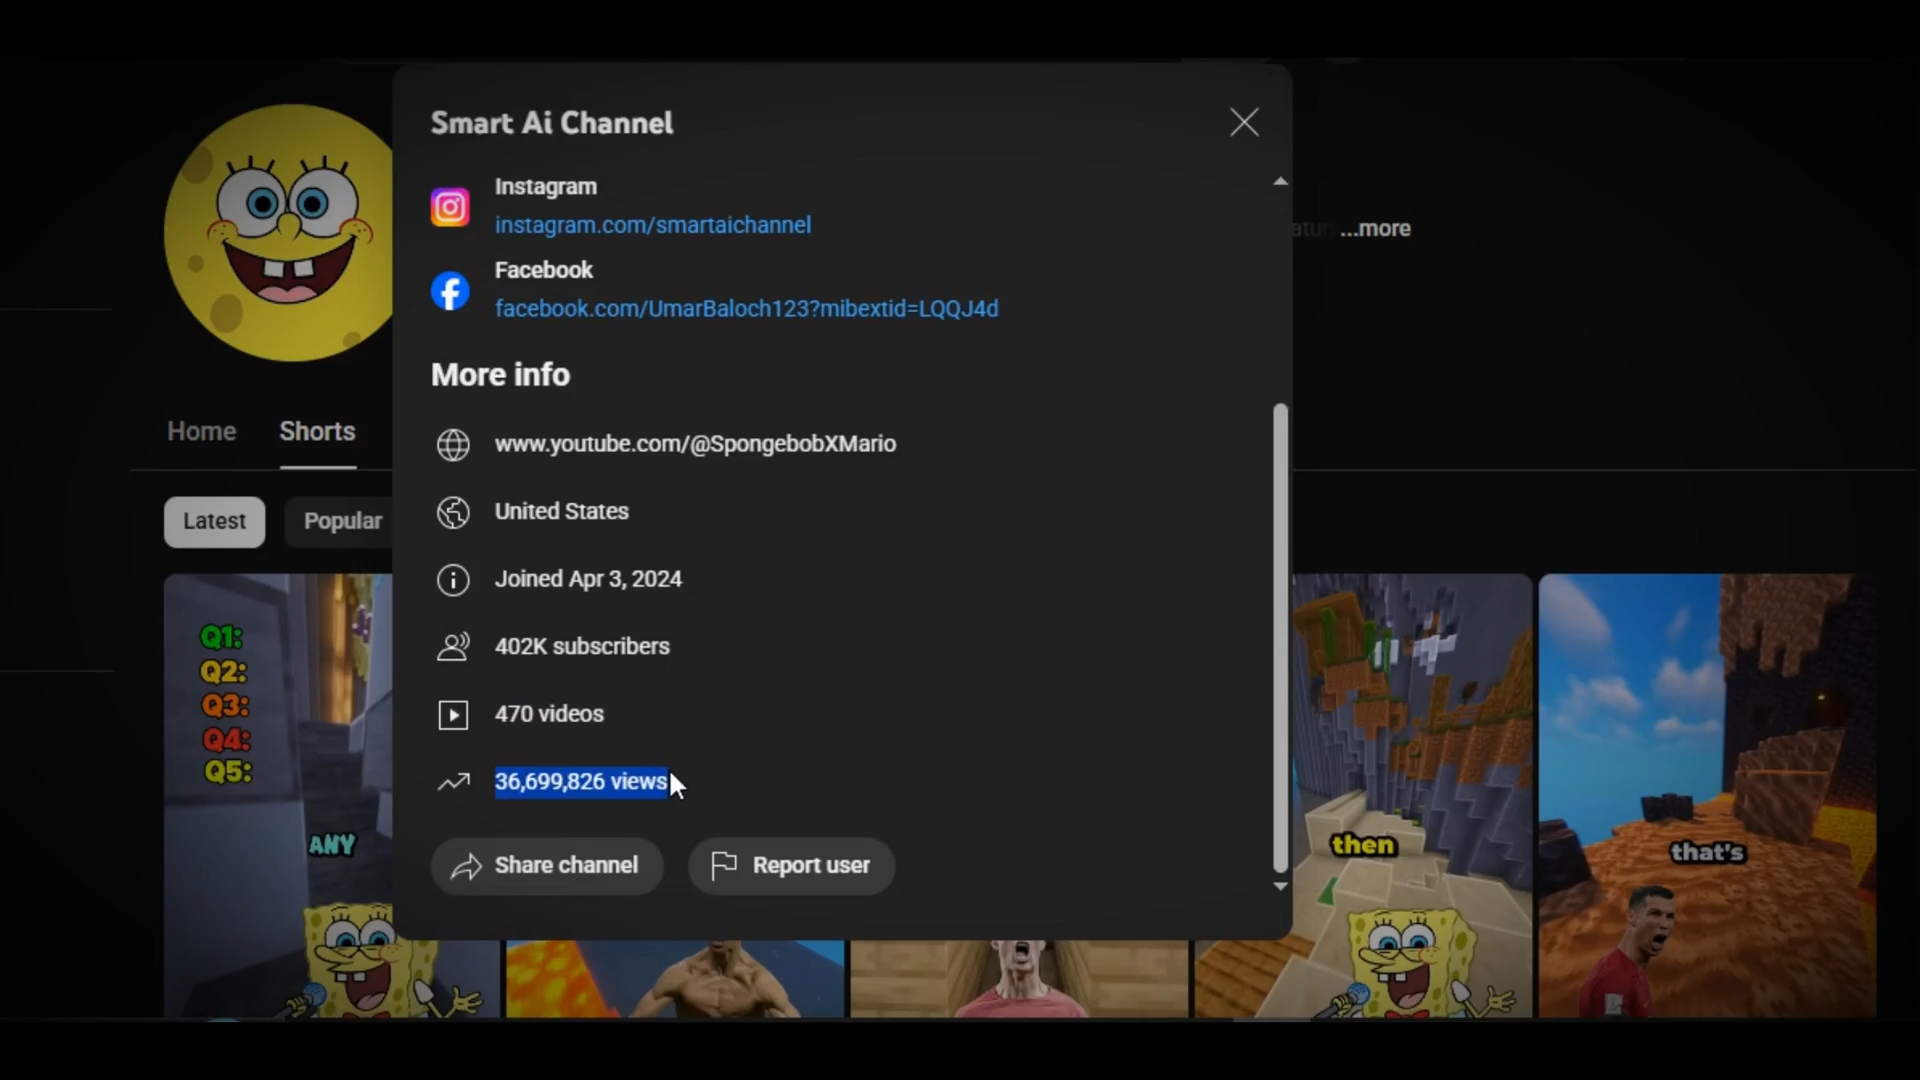 Smart Ai Channel
Instagram
instagram.com/smartaichannel
Facebook
facebook.com/UmarBaloch123?mibextid=LQQJ4d
...more
More info
Home
Shorts
www.youtube.com/@SpongebobXMario
United States
Latest
Popular
Joined Apr 3, 2024
402K subscribers
470 videos
36,699,826 views
Share channel
Report user
Q1:
Q2:
Q3:
Q4:
Q5:
ANY
then
that's